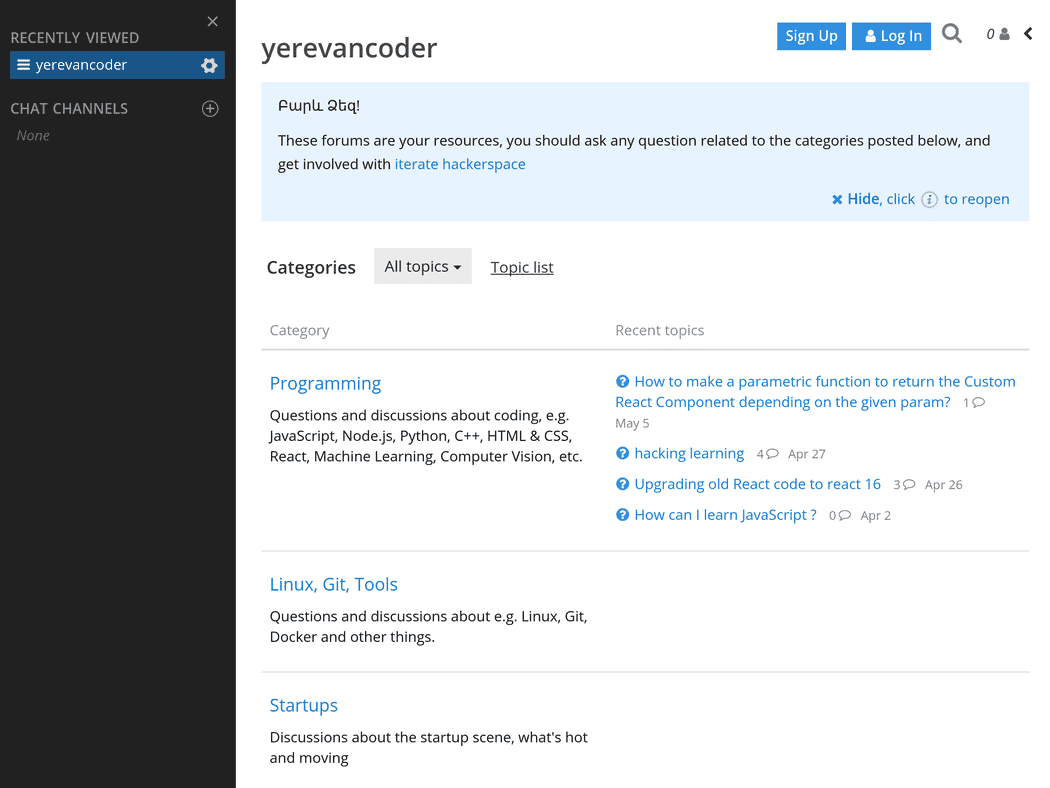 RECENTLY VIEWED
yerevancoder
CHAT CHANNELS
None
yerevancoder
Sign Up
Log In
0
Բարև Ձեզ!
These forums are your resources, you should ask any question related to the categories posted below, and
get involved with iterate hackerspace
Hide, click to reopen
Categories
All topics
Topic list
Category
Recent topics
Programming
Questions and discussions about coding, e.g.
JavaScript, Node.js, Python, C++, HTML & CSS,
React, Machine Learning, Computer Vision, etc.
How to make a parametric function to return the Custom
React Component depending on the given param? 1
May 5
hacking learning 4 Apr 27
Upgrading old React code to react 16 3 Apr 26
How can I learn JavaScript ? 0 Apr 2
Linux, Git, Tools
Questions and discussions about e.g. Linux, Git,
Docker and other things.
Startups
Discussions about the startup scene, what's hot
and moving